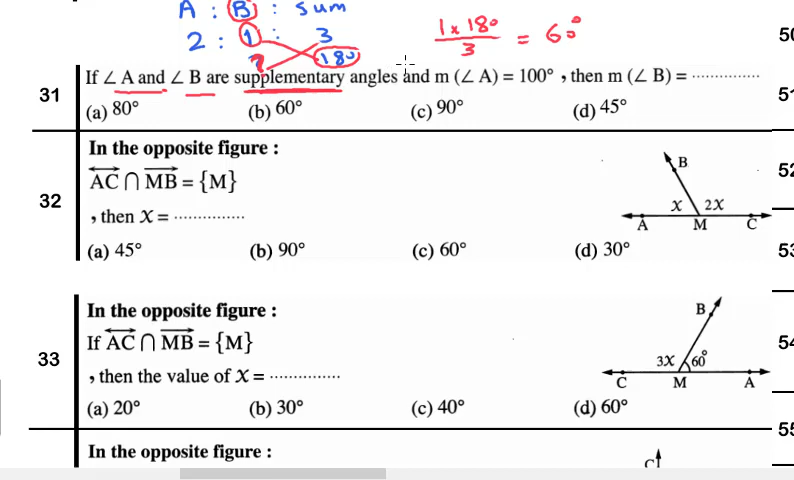 A : B : sum
2 : 1 : 3
? 180
1 x 180 / 3 = 60°
50
31 If ∠ A and ∠ B are supplementary angles and m (∠ A) = 100° , then m (∠ B) = ...............
51
(a) 80° (b) 60° (c) 90° (d) 45°
32 In the opposite figure :
AC ∩ MB = {M}
, then X = ...............
(a) 45° (b) 90° (c) 60° (d) 30°
B
X 2X
A M C
52
53
33 In the opposite figure :
If AC ∩ MB = {M}
, then the value of X = ...............
(a) 20° (b) 30° (c) 40° (d) 60°
B
3X 60°
C M A
54
55
In the opposite figure :
C